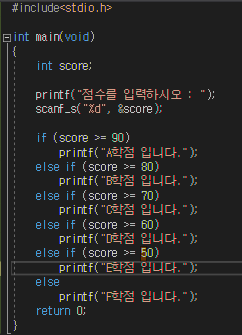 #include<stdio.h>
int main(void)
{
int score;
printf("점수를 입력하시오 : ");
scanf_s("%d", &score);
if (score >= 90)
printf("A학점 입니다.");
else if (score >= 80)
printf("B학점 입니다.");
else if (score >= 70)
printf("C학점 입니다.");
else if (score >= 60)
printf("D학점 입니다.");
else if (score >= 50)
printf("E학점 입니다.");
else
printf("F학점 입니다.");
return 0;
}